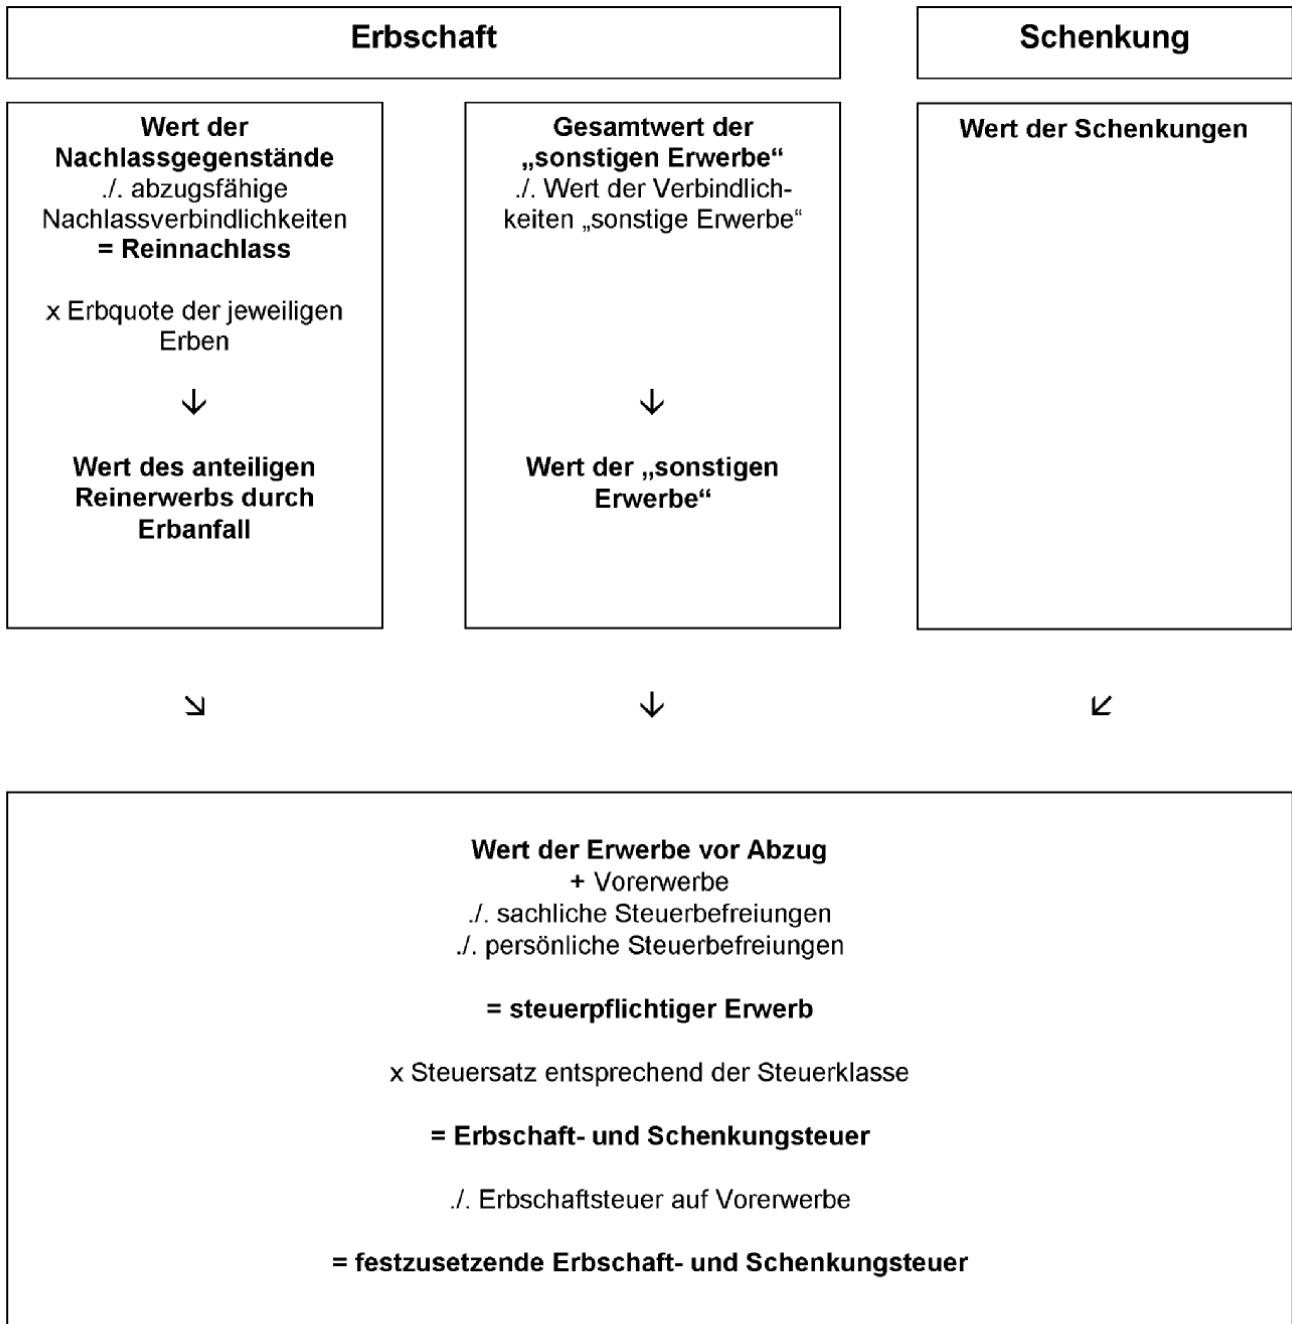 Erbschaft
Schenkung
Wert der
Nachlassgegenstände
./. abzugsfähige
Nachlassverbindlichkeiten
= Reinnachlass
x Erbquote der jeweiligen
Erben
↓
Wert des anteiligen
Reinerwerbs durch
Erbanfall
Gesamtwert der
„sonstigen Erwerbe“
./. Wert der Verbindlich-
keiten „sonstige Erwerbe“
↓
Wert der „sonstigen
Erwerbe“
Wert der Schenkungen
↘ ↓ ↙
Wert der Erwerbe vor Abzug
+ Vorerwerbe
./. sachliche Steuerbefreiungen
./. persönliche Steuerbefreiungen
= steuerpflichtiger Erwerb
x Steuersatz entsprechend der Steuerklasse
= Erbschaft- und Schenkungsteuer
./. Erbschaftsteuer auf Vorerwerbe
= festzusetzende Erbschaft- und Schenkungsteuer